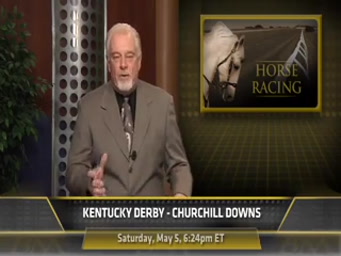 HORSE
RACING
KENTUCKY DERBY - CHURCHILL DOWNS
Saturday, May 5, 6:24pm ET